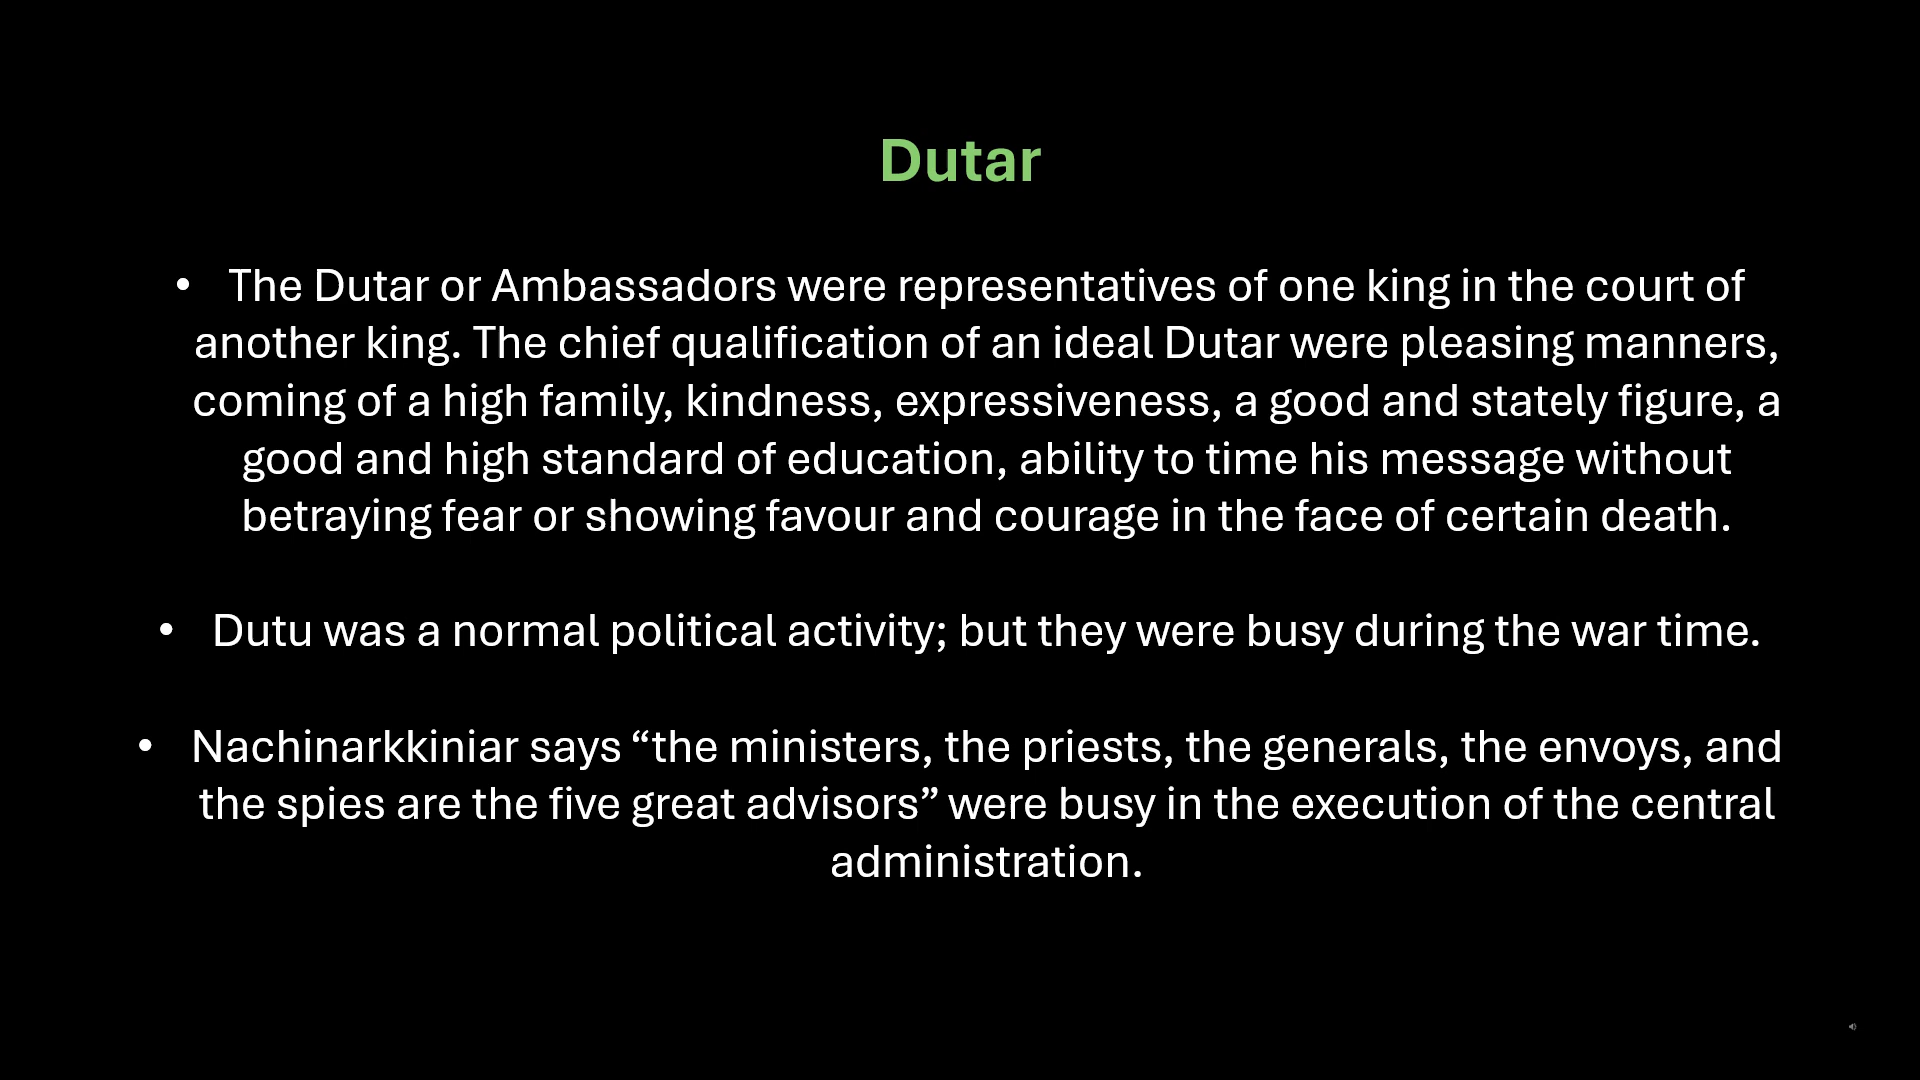 Dutar
• The Dutar or Ambassadors were representatives of one king in the court of
another king. The chief qualification of an ideal Dutar were pleasing manners,
coming of a high family, kindness, expressiveness, a good and stately figure, a
good and high standard of education, ability to time his message without
betraying fear or showing favour and courage in the face of certain death.
• Dutu was a normal political activity; but they were busy during the war time.
• Nachinarkkiniar says “the ministers, the priests, the generals, the envoys, and
the spies are the five great advisors” were busy in the execution of the central
administration.